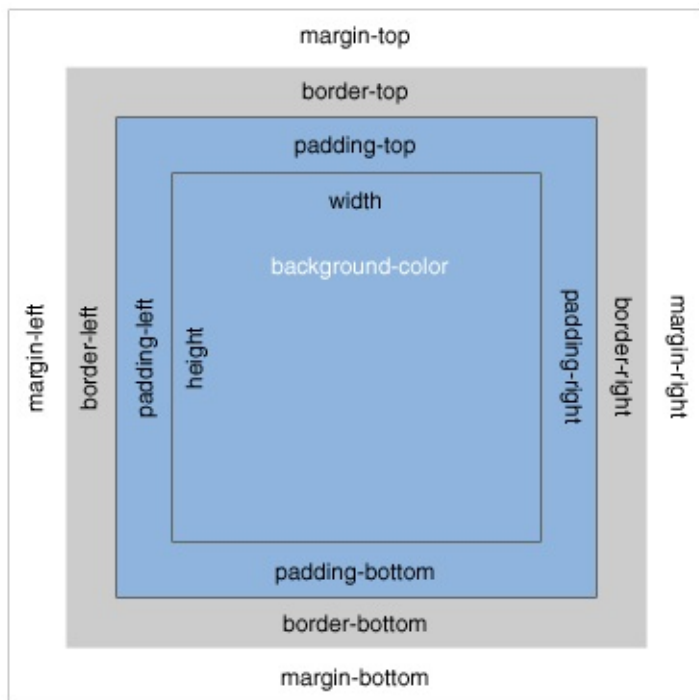 margin-top
border-top
padding-top
width
background-color
margin-left
border-left
padding-left
height
padding-right
border-right
margin-right
padding-bottom
border-bottom
margin-bottom